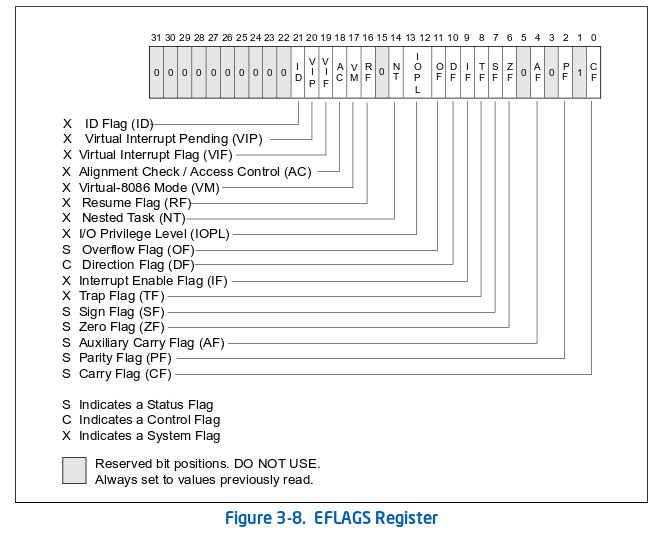 31 30 29 28 27 26 25 24 23 22 21 20 19 18 17 16 15 14 13 12 11 10 9 8 7 6 5 4 3 2 1 0
0 0 0 0 0 0 0 0 0 0 ID VIP VIF AC VM RF 0 NT IOPL OF DF IF TF SF ZF 0 AF 0 PF 1 CF
X ID Flag (ID)
X Virtual Interrupt Pending (VIP)
X Virtual Interrupt Flag (VIF)
X Alignment Check / Access Control (AC)
X Virtual-8086 Mode (VM)
X Resume Flag (RF)
X Nested Task (NT)
X I/O Privilege Level (IOPL)
S Overflow Flag (OF)
C Direction Flag (DF)
X Interrupt Enable Flag (IF)
X Trap Flag (TF)
S Sign Flag (SF)
S Zero Flag (ZF)
S Auxiliary Carry Flag (AF)
S Parity Flag (PF)
S Carry Flag (CF)
S Indicates a Status Flag
C Indicates a Control Flag
X Indicates a System Flag
Reserved bit positions. DO NOT USE.
Always set to values previously read.
Figure 3-8. EFLAGS Register